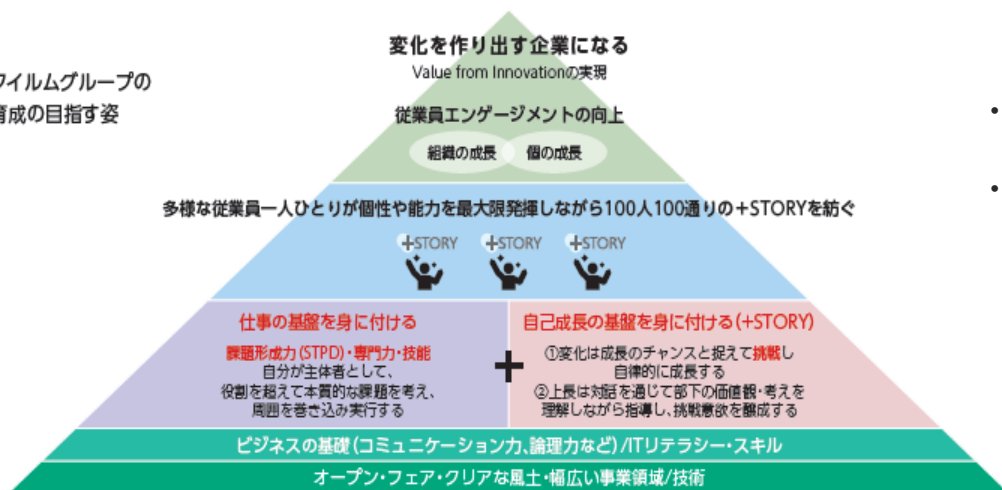 イルムグループの
育成の目指す姿
変化を作り出す企業になる
Value from Innovationの実現
従業員エンゲージメントの向上
組織の成長 個の成長
多様な従業員一人ひとりが個性や能力を最大限発揮しながら100人100通りの+STORYを紡ぐ
+STORY +STORY +STORY
仕事の基盤を身に付ける
課題形成力(STPD)・専門力・技能
自分が主体者として、
役割を超えて本質的な課題を考え、
周囲を巻き込み実行する
+
自己成長の基盤を身に付ける(+STORY)
①変化は成長のチャンスと捉えて挑戦し
自律的に成長する
②上長は対話を通じて部下の価値観・考えを
理解しながら指導し、挑戦意欲を醸成する
ビジネスの基礎(コミュニケーション力、論理力など)/ITリテラシー・スキル
オープン・フェア・クリアな風土・幅広い事業領域/技術